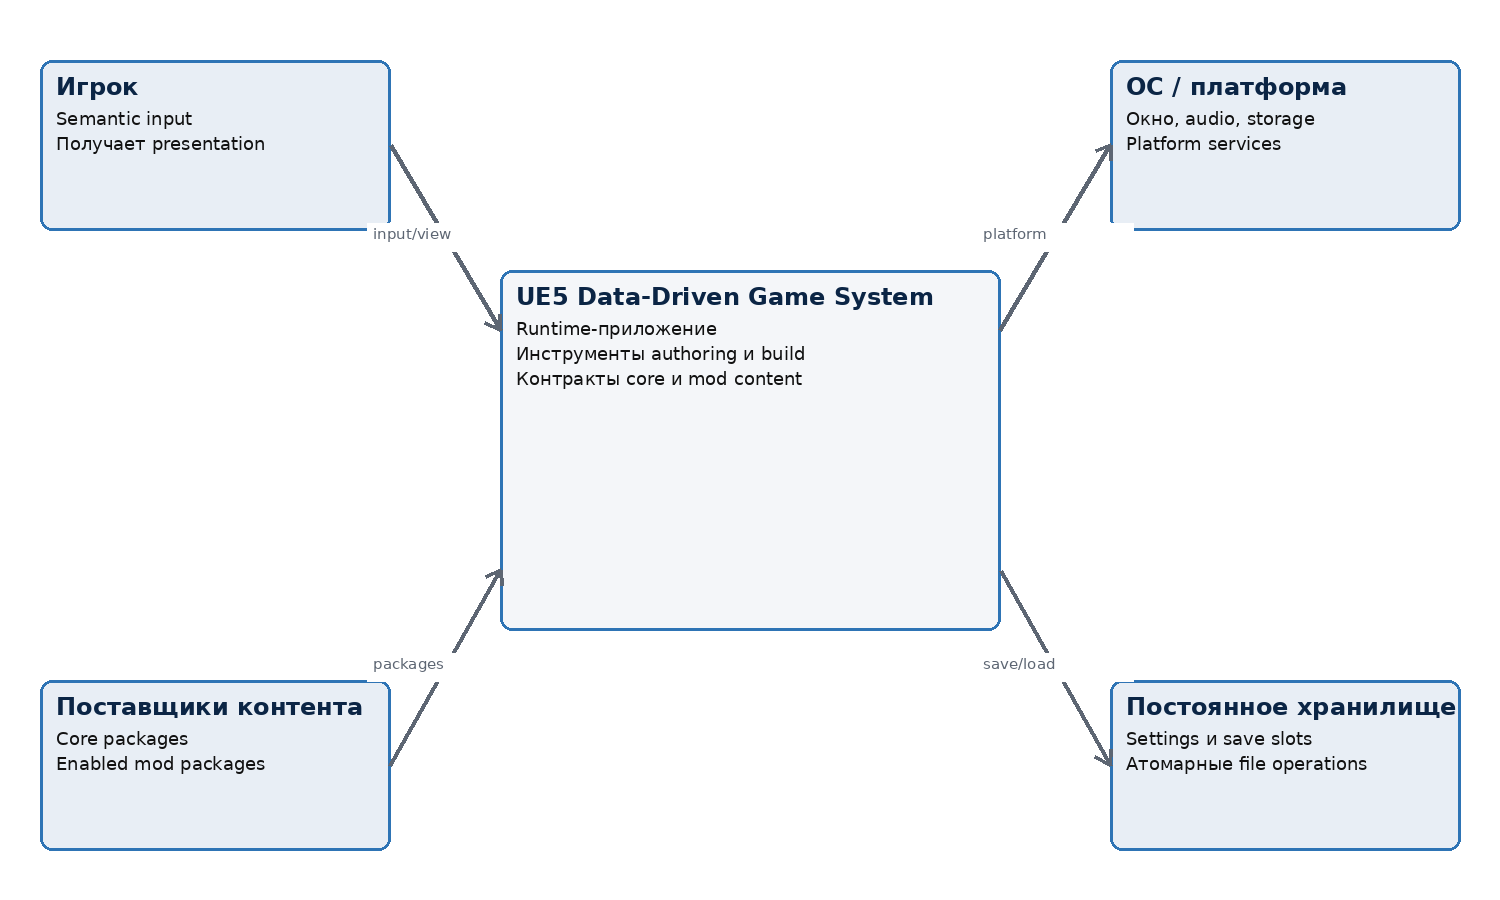 Игрок
Semantic input
Получает presentation
ОС / платформа
Окно, audio, storage
Platform services
input/view
platform
UE5 Data-Driven Game System
Runtime-приложение
Инструменты authoring и build
Контракты core и mod content
packages
save/load
Поставщики контента
Core packages
Enabled mod packages
Постоянное хранилище
Settings и save slots
Атомарные file operations